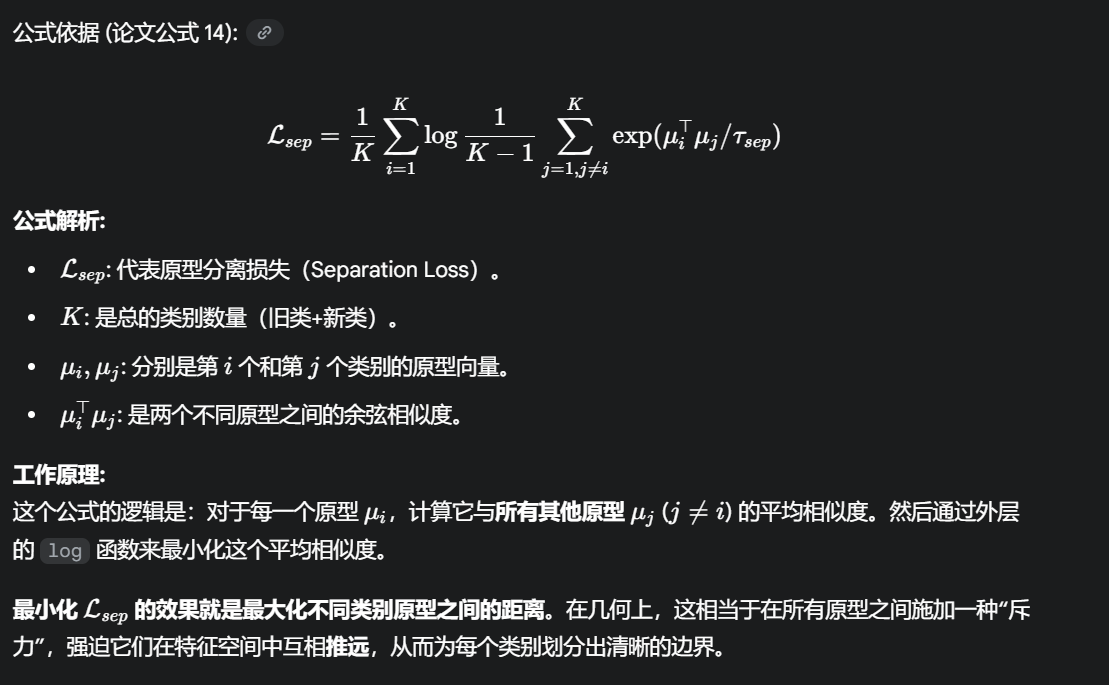 公式依据 (论文公式 14):
$\mathcal{L}_{sep} = \frac{1}{K} \sum_{i=1}^{K} \log \frac{1}{K-1} \sum_{j=1, j \neq i}^{K} \exp(\mu_i^\top \mu_j / \tau_{sep})$
公式解析:
• $\mathcal{L}_{sep}$: 代表原型分离损失（Separation Loss）。
• $K$: 是总的类别数量（旧类+新类）。
• $\mu_i, \mu_j$: 分别是第 $i$ 个和第 $j$ 个类别的原型向量。
• $\mu_i^\top \mu_j$: 是两个不同原型之间的余弦相似度。
工作原理:
这个公式的逻辑是：对于每一个原型 $\mu_i$，计算它与所有其他原型 $\mu_j$ ($j \neq i$) 的平均相似度。然后通过外层
的 log 函数来最小化这个平均相似度。
最小化 $\mathcal{L}_{sep}$ 的效果就是最大化不同类别原型之间的距离。在几何上，这相当于在所有原型之间施加一种“斥
力”，强迫它们在特征空间中互相推远，从而为每个类别划分出清晰的边界。